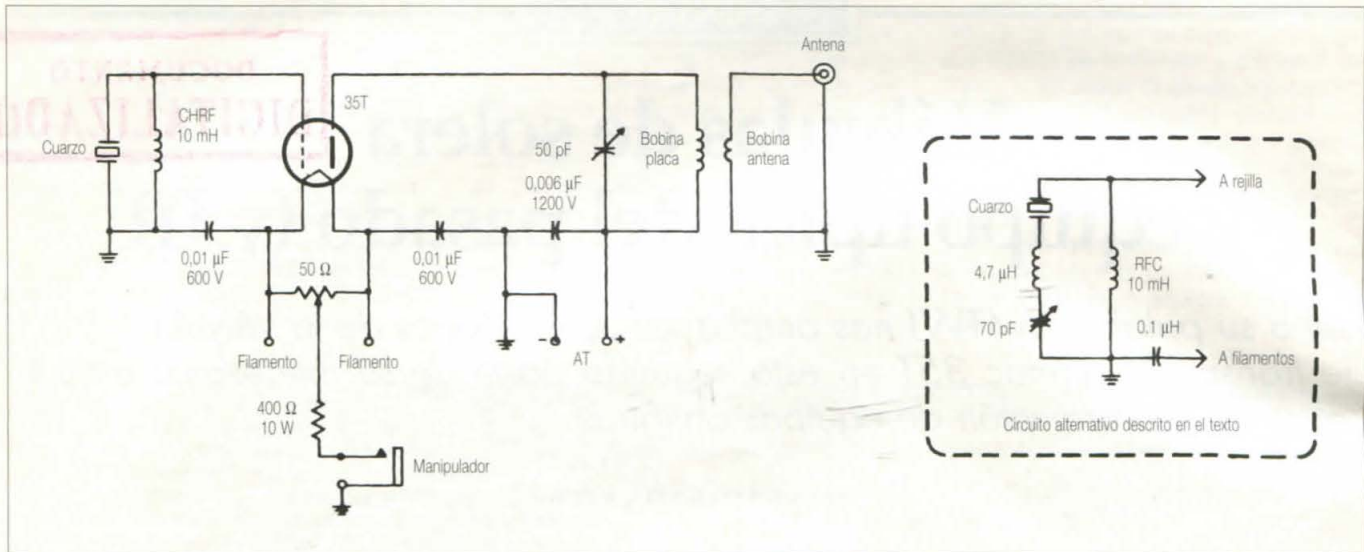 DOCUMENTO
DIGITALIZADO
Antena
35T
CHRF
10 mH
Cuarzo
50 pF
Bobina
placa
Bobina
antena
0,006 µF
1200 V
0,01 µF
600 V
50 Ω
0,01 µF
600 V
Filamento
Filamento
- AT +
400 Ω
10 W
Manipulador
A rejilla
Cuarzo
4,7 µH
RFC
10 mH
70 pF
0.1 µH
A filamentos
Circuito alternativo descrito en el texto